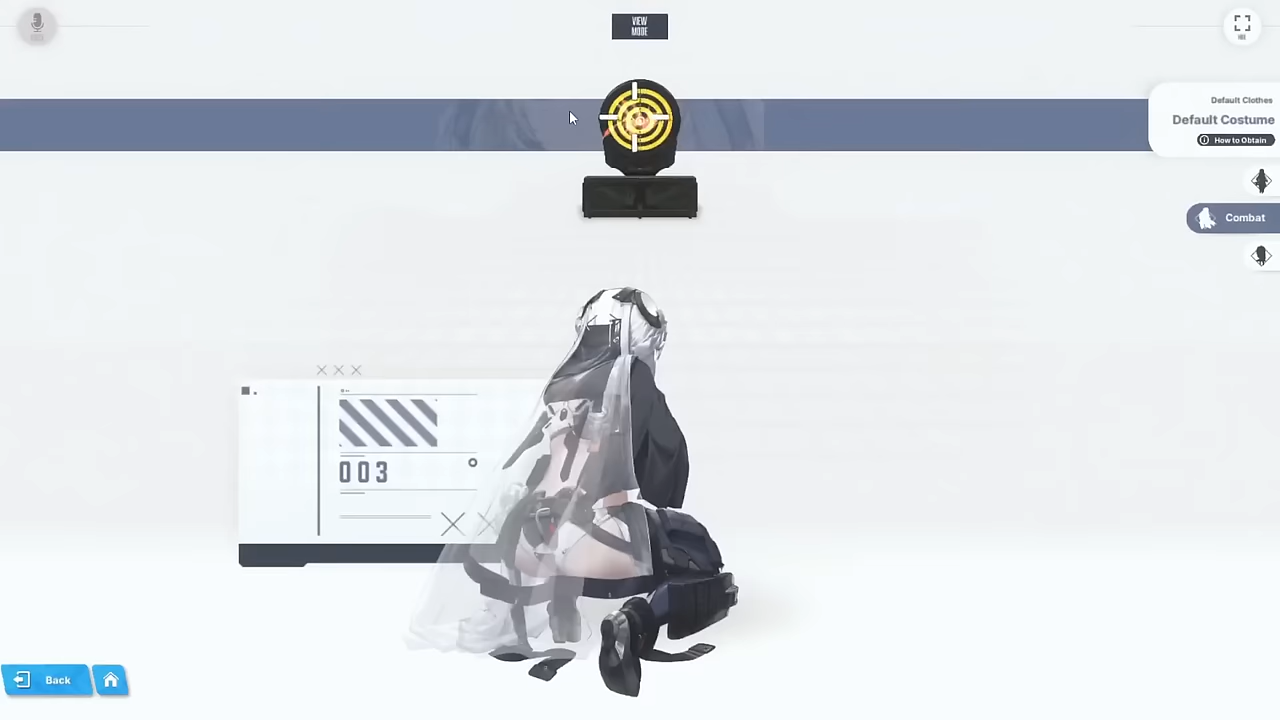 VIEW
MODE
Default Clothes
Default Costume
How to Obtain
Combat
003
Back